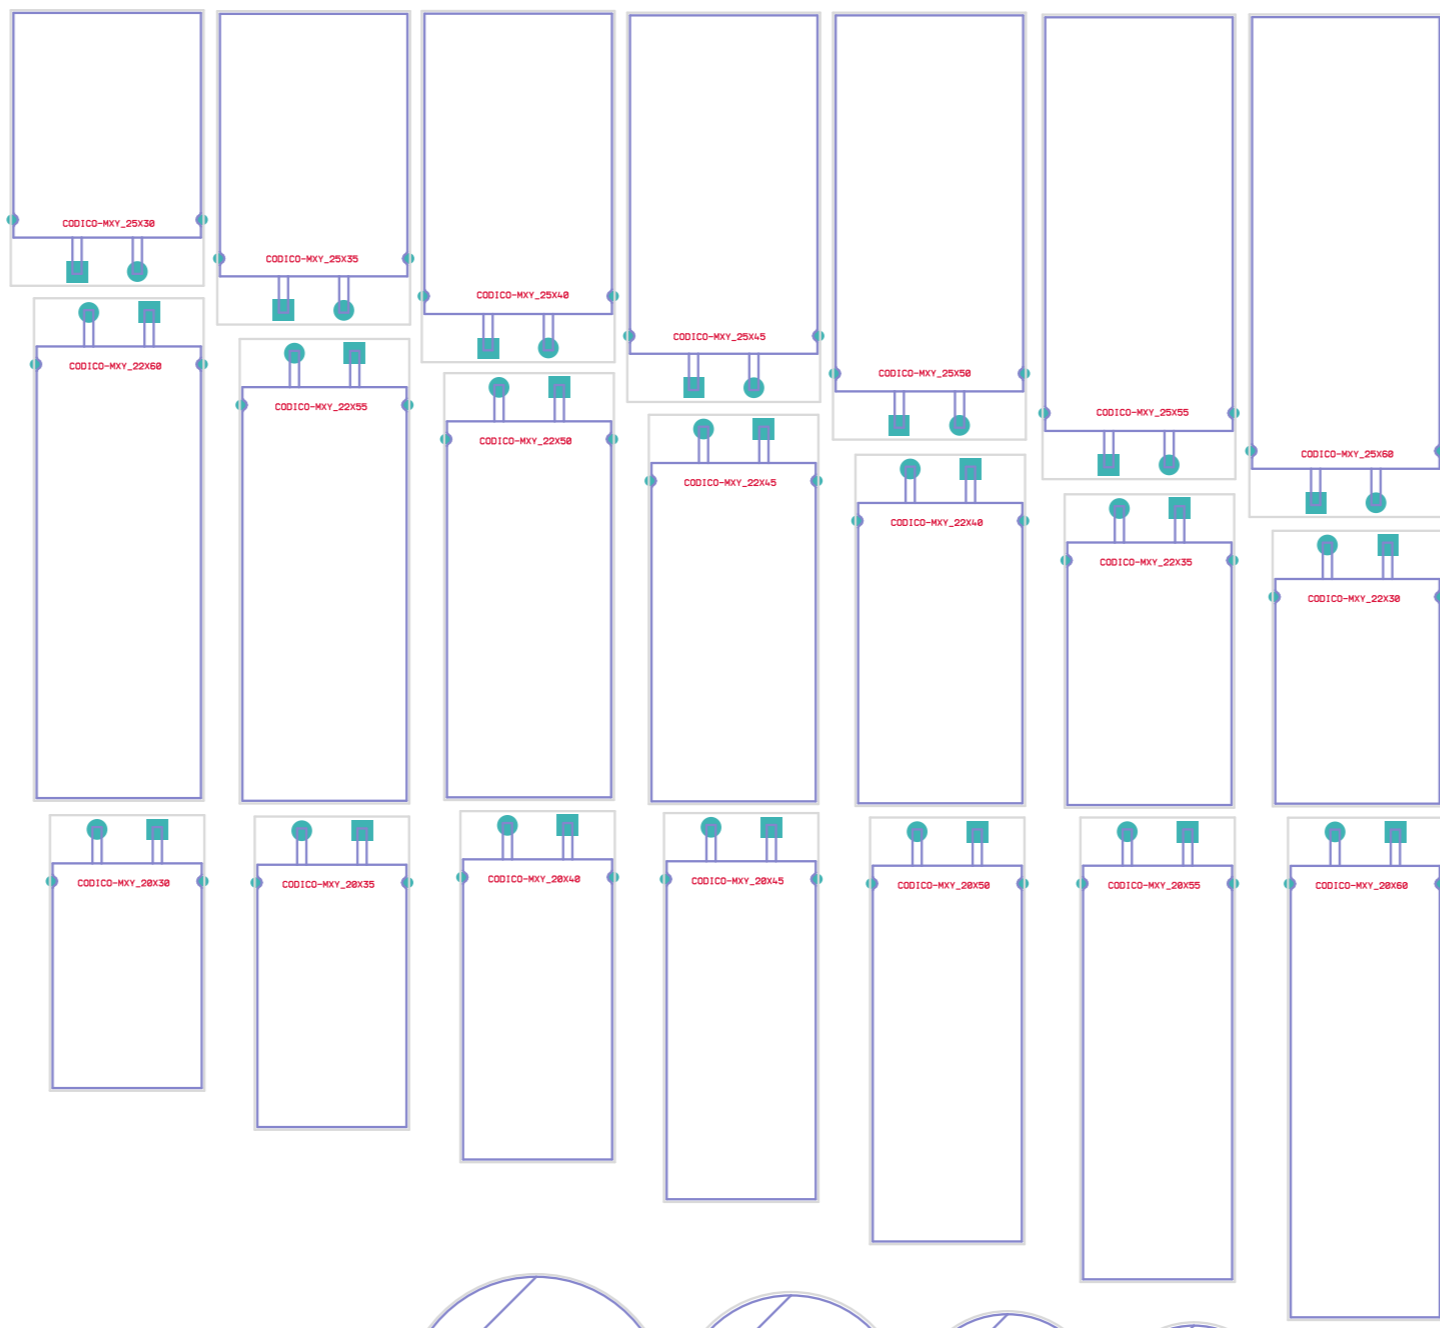 CODICO-MXY_25X30
CODICO-MXY_25X35
CODICO-MXY_25X40
CODICO-MXY_25X45
CODICO-MXY_25X50
CODICO-MXY_25X55
CODICO-MXY_25X60
CODICO-MXY_22X60
CODICO-MXY_22X55
CODICO-MXY_22X50
CODICO-MXY_22X45
CODICO-MXY_22X40
CODICO-MXY_22X35
CODICO-MXY_22X30
CODICO-MXY_20X30
CODICO-MXY_20X35
CODICO-MXY_20X40
CODICO-MXY_20X45
CODICO-MXY_20X50
CODICO-MXY_20X55
CODICO-MXY_20X60